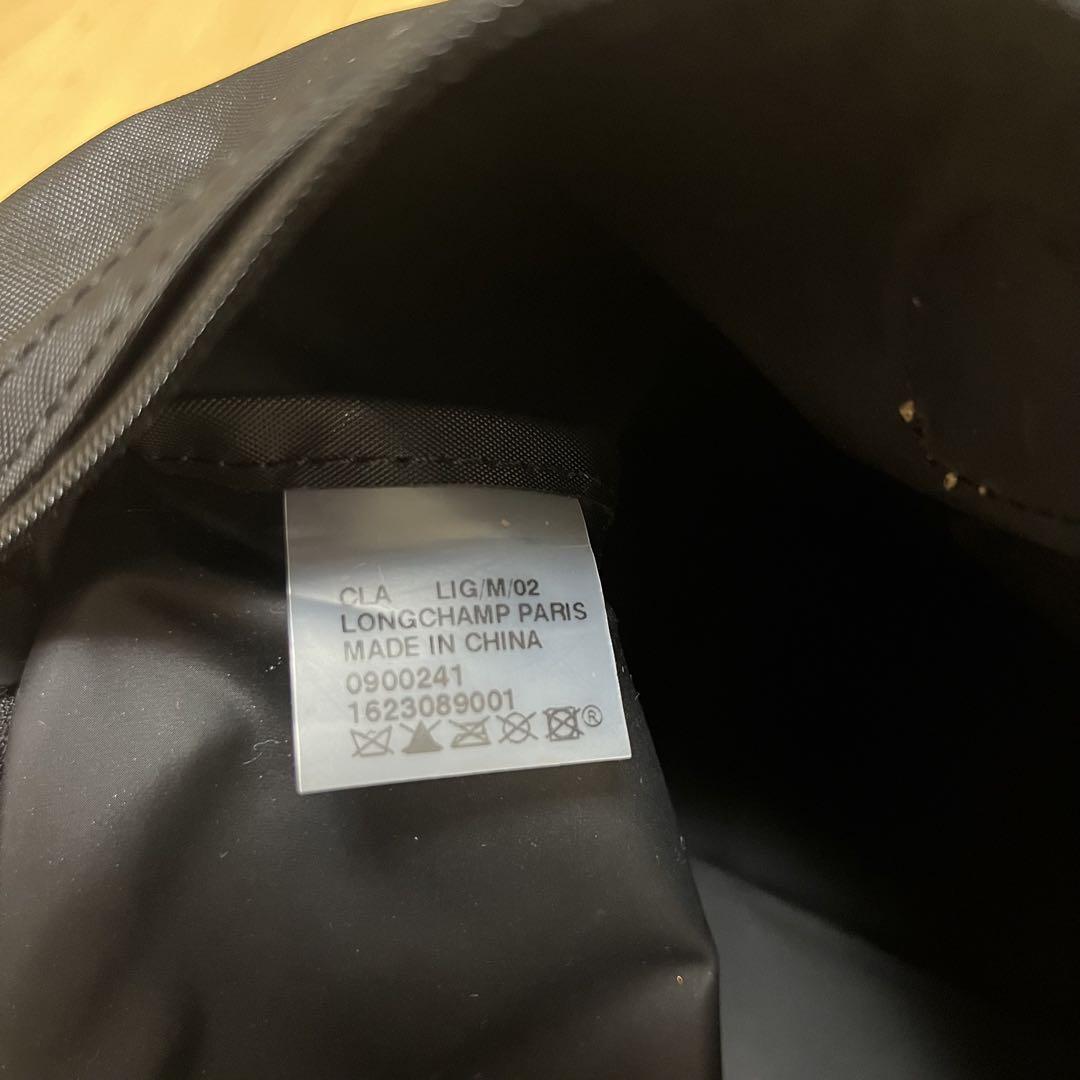 CLA LIG/M/02
LONGCHAMP PARIS
MADE IN CHINA
0900241
1623089001
®